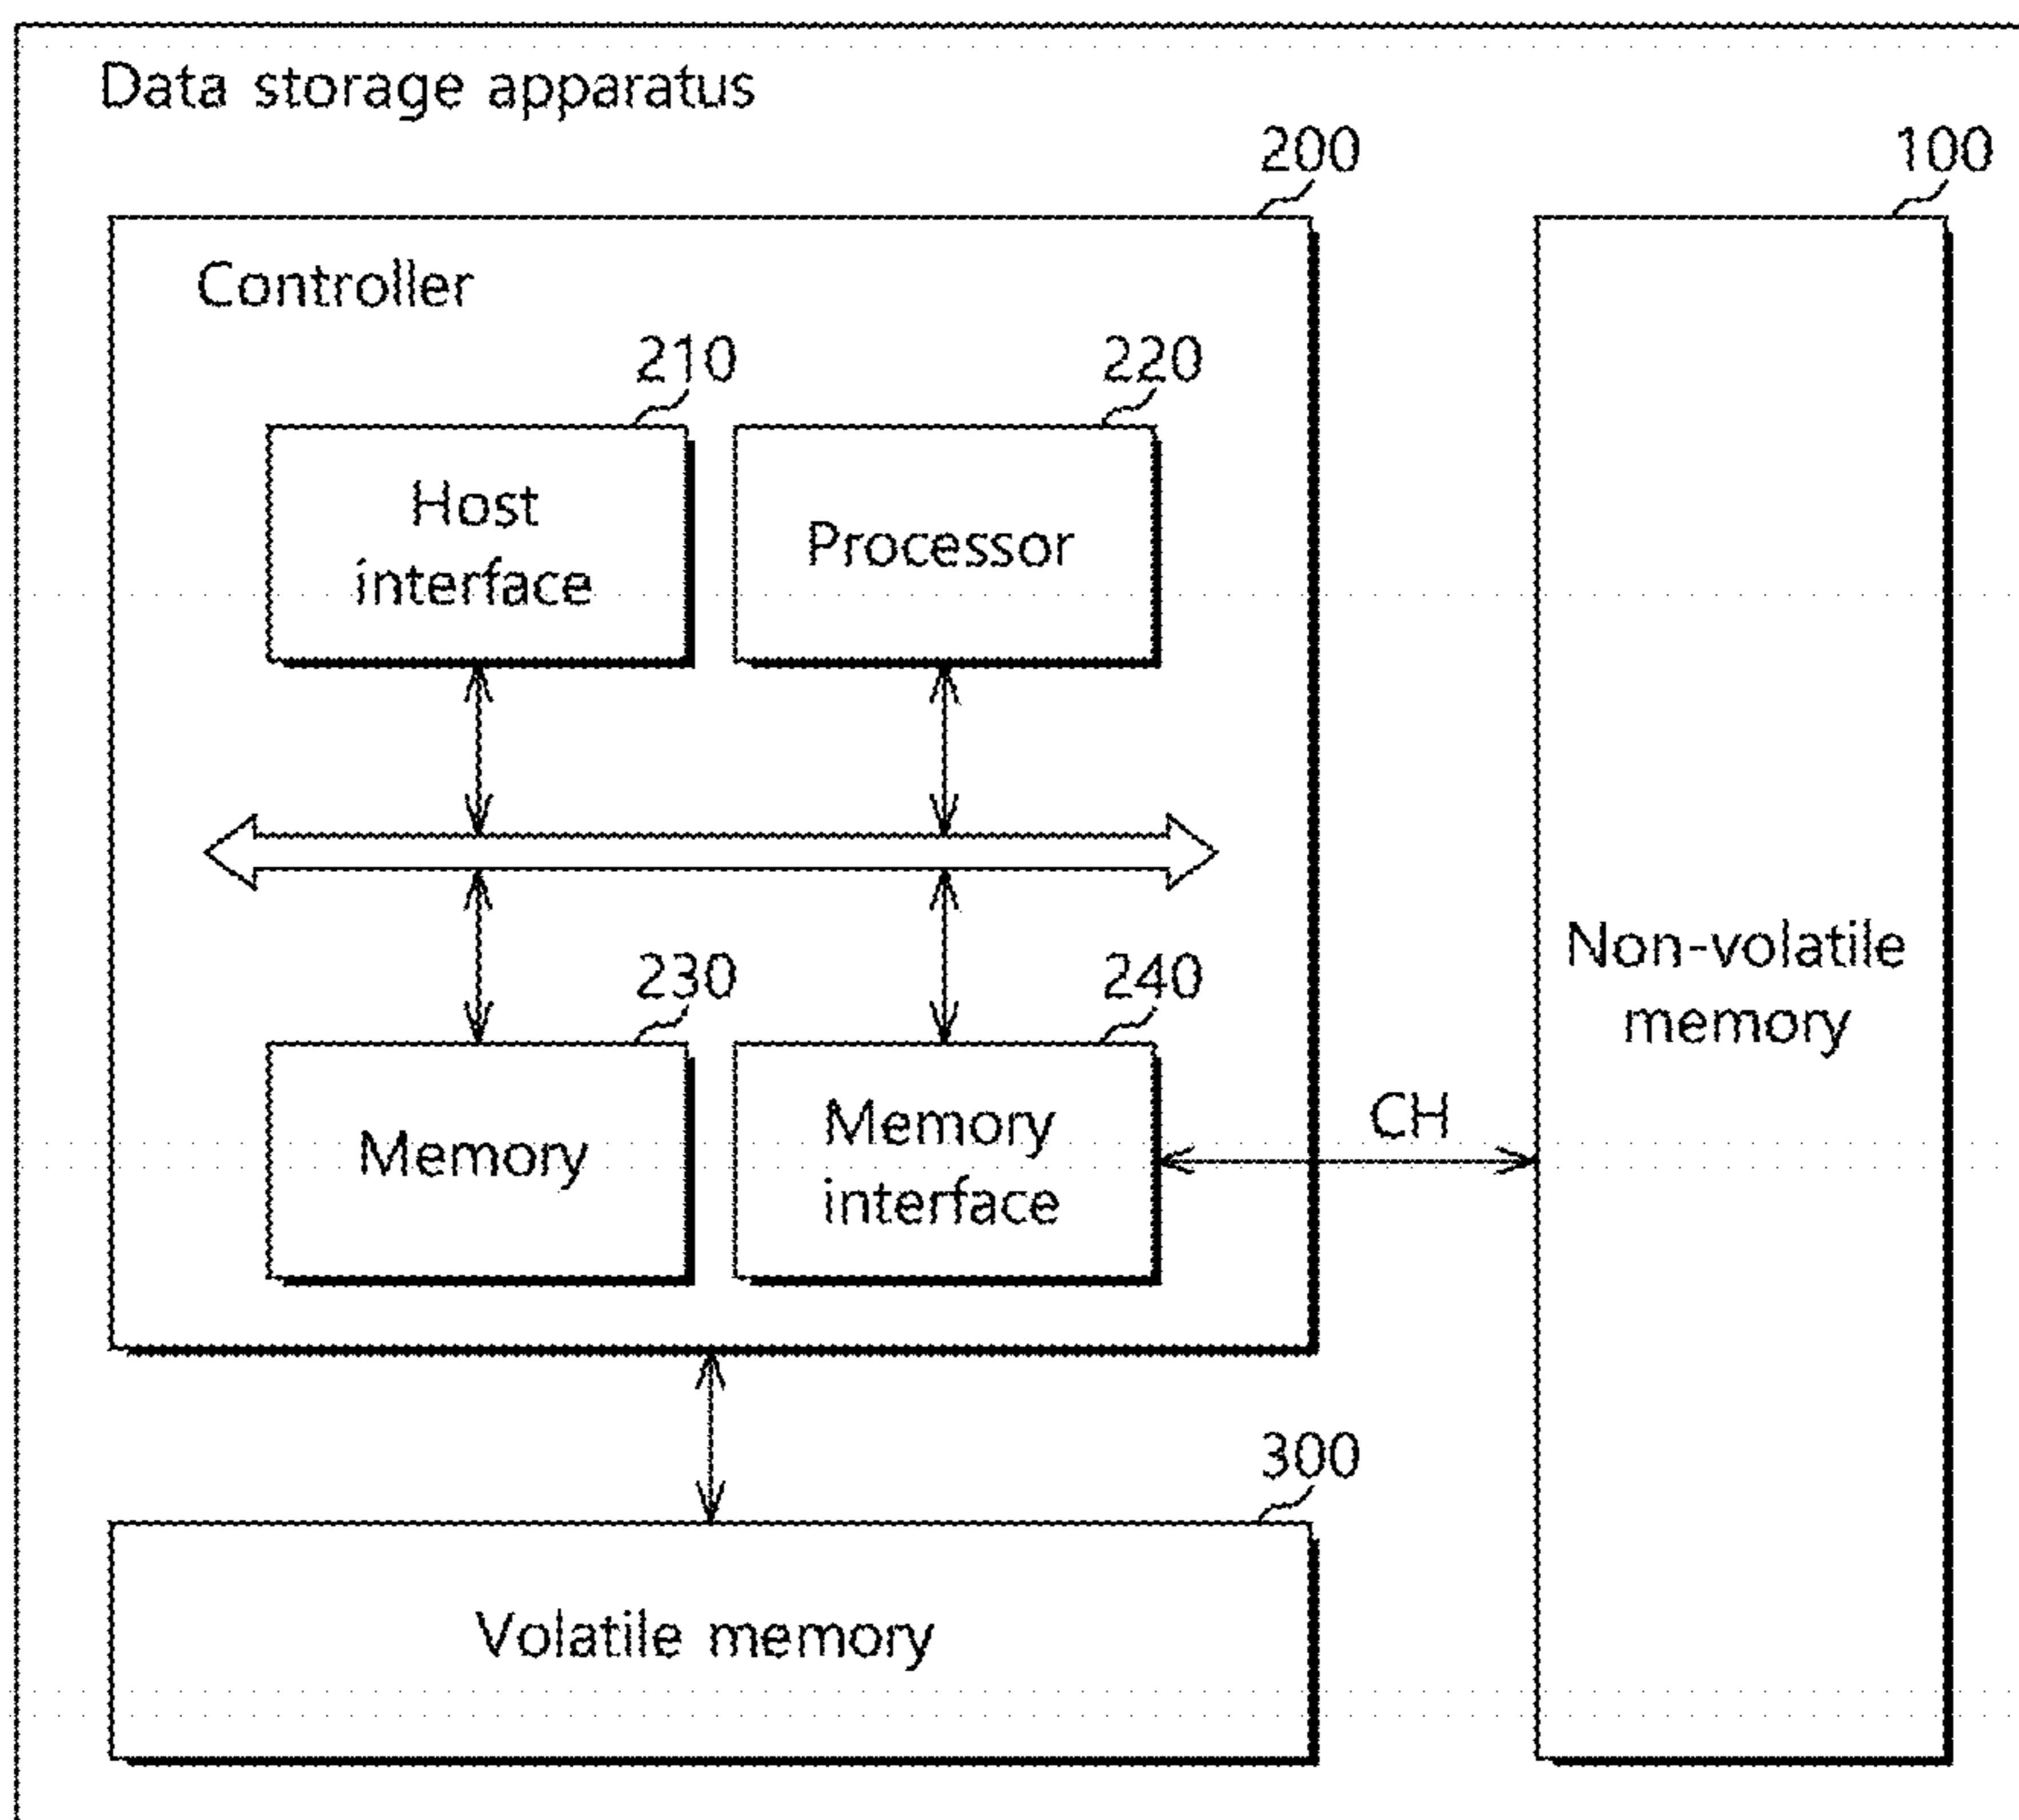 Data storage apparatus
200
100
Controller
210
220
Host
interface
Processor
230
240
Non-volatile
memory
Memory
Memory
interface
CH
300
Volatile memory